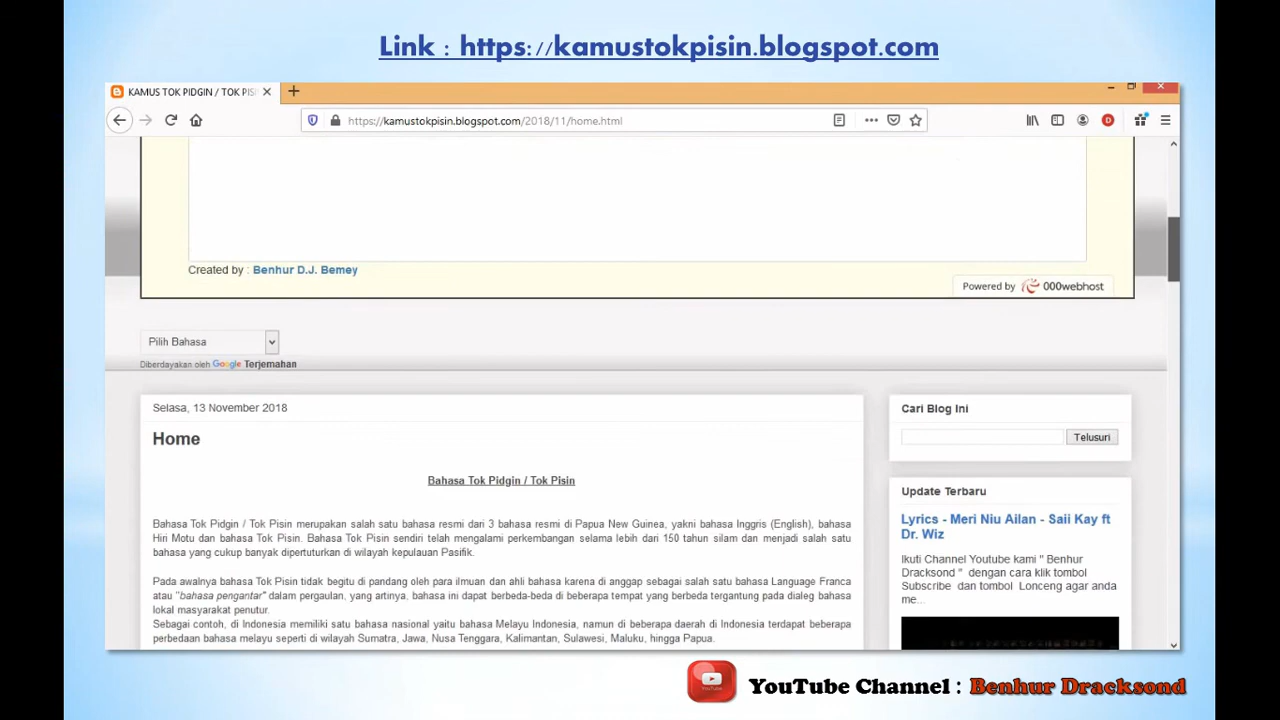 Link : https://kamustokpisin.blogspot.com
KAMUS TOK PIDGIN / TOK PISI
https://kamustokpisin.blogspot.com/2018/11/home.html
Created by : Benhur D.J. Bemey
Powered by 000webhost
Pilih Bahasa
Diberdayakan oleh Google Terjemahan
Selasa, 13 November 2018
Home
Bahasa Tok Pidgin / Tok Pisin
Bahasa Tok Pidgin / Tok Pisin merupakan salah satu bahasa resmi dari 3 bahasa resmi di Papua New Guinea, yakni bahasa Inggris (English), bahasa
Hiri Motu dan bahasa Tok Pisin. Bahasa Tok Pisin sendiri telah mengalami perkembangan selama lebih dari 150 tahun silam dan menjadi salah satu
bahasa yang cukup banyak dipertuturkan di wilayah kepulauan Pasifik.
Pada awalnya bahasa Tok Pisin tidak begitu di pandang oleh para ilmuan dan ahli bahasa karena di anggap sebagai salah satu bahasa Language Franca
atau "bahasa pengantar" dalam pergaulan, yang artinya, bahasa ini dapat berbeda-beda di beberapa tempat yang berbeda tergantung pada dialeg bahasa
lokal masyarakat penutur.
Sebagai contoh, di Indonesia memiliki satu bahasa nasional yaitu bahasa Melayu Indonesia, namun di beberapa daerah di Indonesia terdapat beberapa
perbedaan bahasa melayu seperti di wilayah Sumatra, Jawa, Nusa Tenggara, Kalimantan, Sulawesi, Maluku, hingga Papua.
Cari Blog Ini
Telusuri
Update Terbaru
Lyrics - Meri Niu Ailan - Saii Kay ft
Dr. Wiz
Ikuti Channel Youtube kami " Benhur
Dracksond " dengan cara klik tombol
Subscribe dan tombol Lonceng agar anda
me...
YouTube Channel : Benhur Dracksond